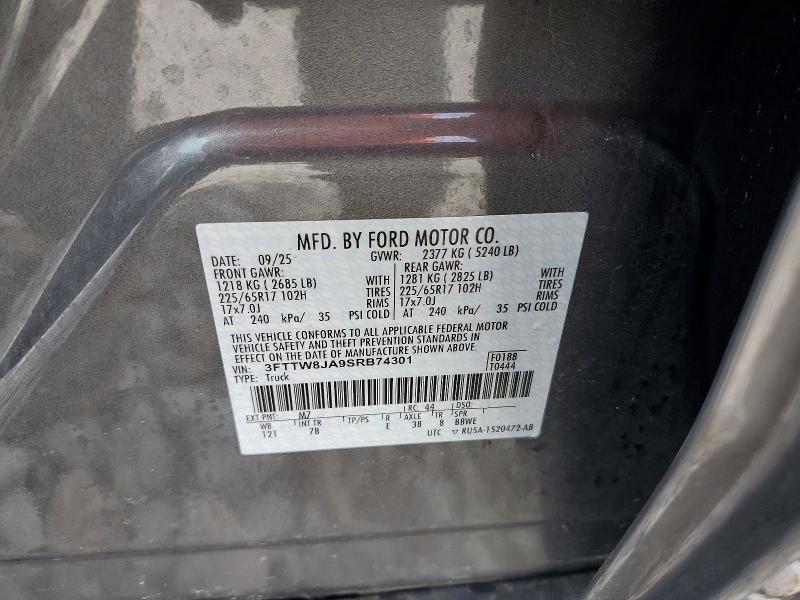 MFD. BY FORD MOTOR CO.
DATE: 09/25 GVWR: 2377 KG ( 5240 LB)
FRONT GAWR: REAR GAWR:
1218 KG ( 2685 LB) WITH 1281 KG ( 2825 LB) WITH
225/65R17 102H TIRES 225/65R17 102H TIRES
17x7.0J RIMS 17x7.0J RIMS
AT 240 kPa/ 35 PSI COLD AT 240 kPa/ 35 PSI COLD
THIS VEHICLE CONFORMS TO ALL APPLICABLE FEDERAL MOTOR
VEHICLE SAFETY AND THEFT PREVENTION STANDARDS IN
EFFECT ON THE DATE OF MANUFACTURE SHOWN ABOVE.
3FTTW8JA9SRB74301 F0188
TYPE: Truck T0444
EXT PNT: M7 RC: 44 DSO:
WB INT TR TP/PS R AXLE TR SPR
12T 7B E 3B 8 BBWE
UTC ▽ RU5A-1520472-AB